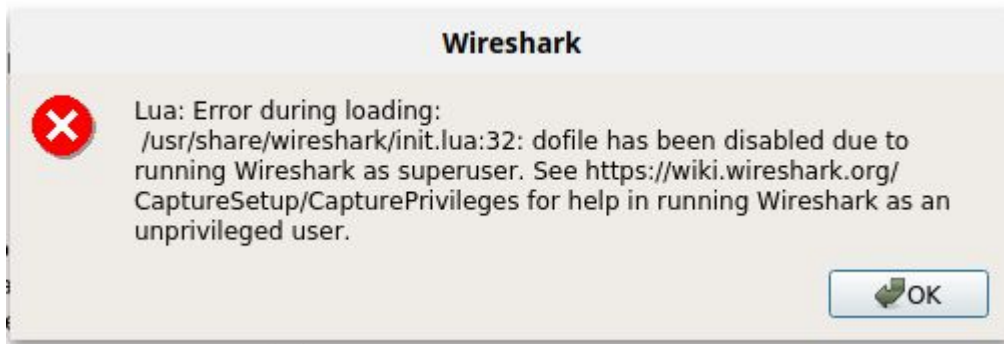 Wireshark
Lua: Error during loading:
/usr/share/wireshark/init.lua:32: dofile has been disabled due to
running Wireshark as superuser. See https://wiki.wireshark.org/
CaptureSetup/CapturePrivileges for help in running Wireshark as an
unprivileged user.
OK